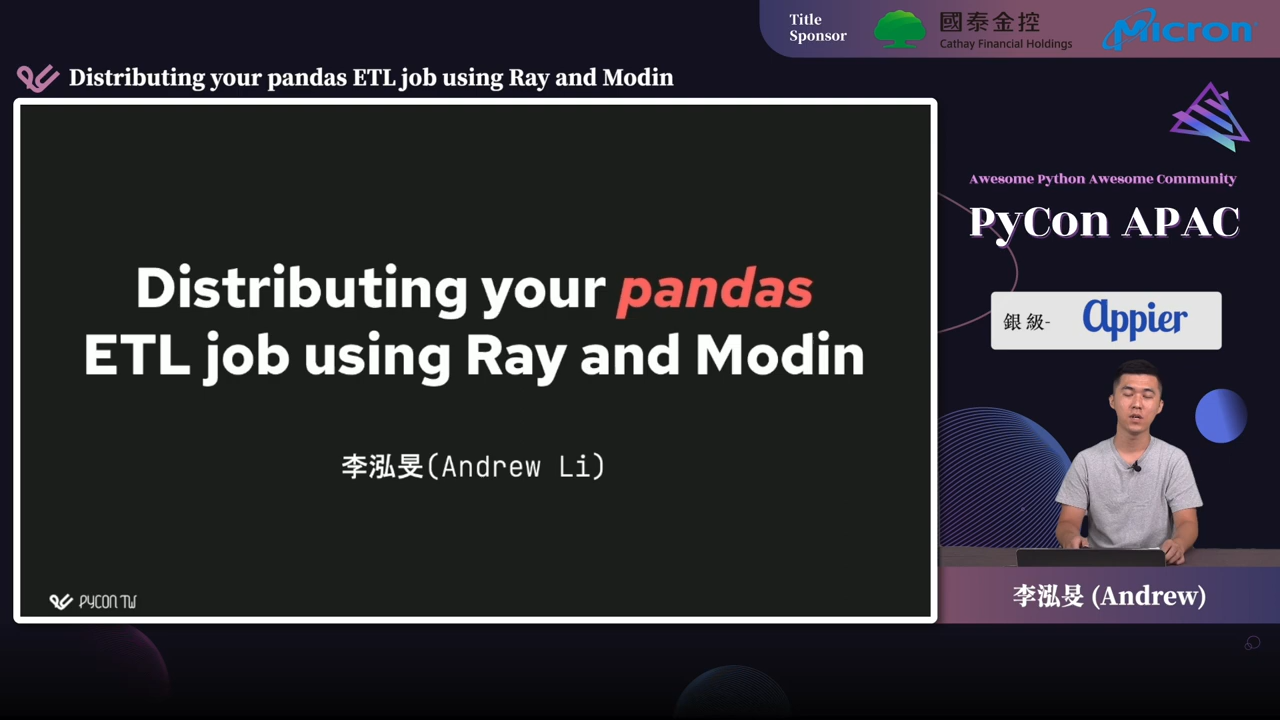 Title
Sponsor
國泰金控
Cathay Financial Holdings
Micron
Distributing your pandas ETL job using Ray and Modin
Distributing your pandas
ETL job using Ray and Modin
李泓旻(Andrew Li)
PYCON TW
Awesome Python Awesome Community
PyCon APAC
銀級-
Appier
李泓旻 (Andrew)